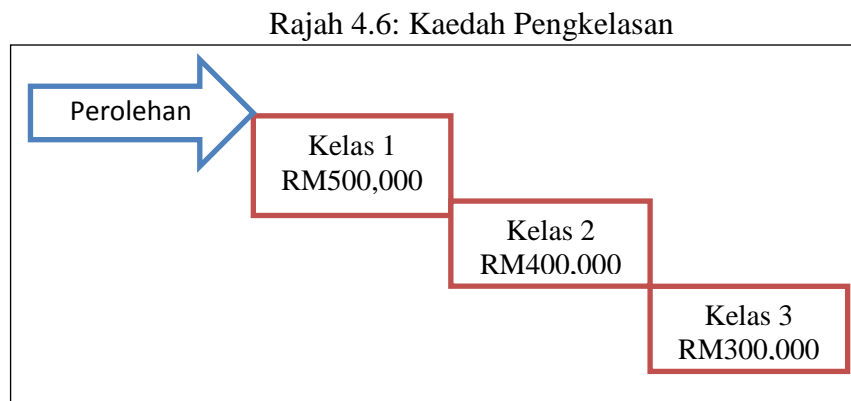 Rajah 4.6: Kaedah Pengkelasan
Perolehan
Kelas 1
RM500,000
Kelas 2
RM400,000
Kelas 3
RM300,000